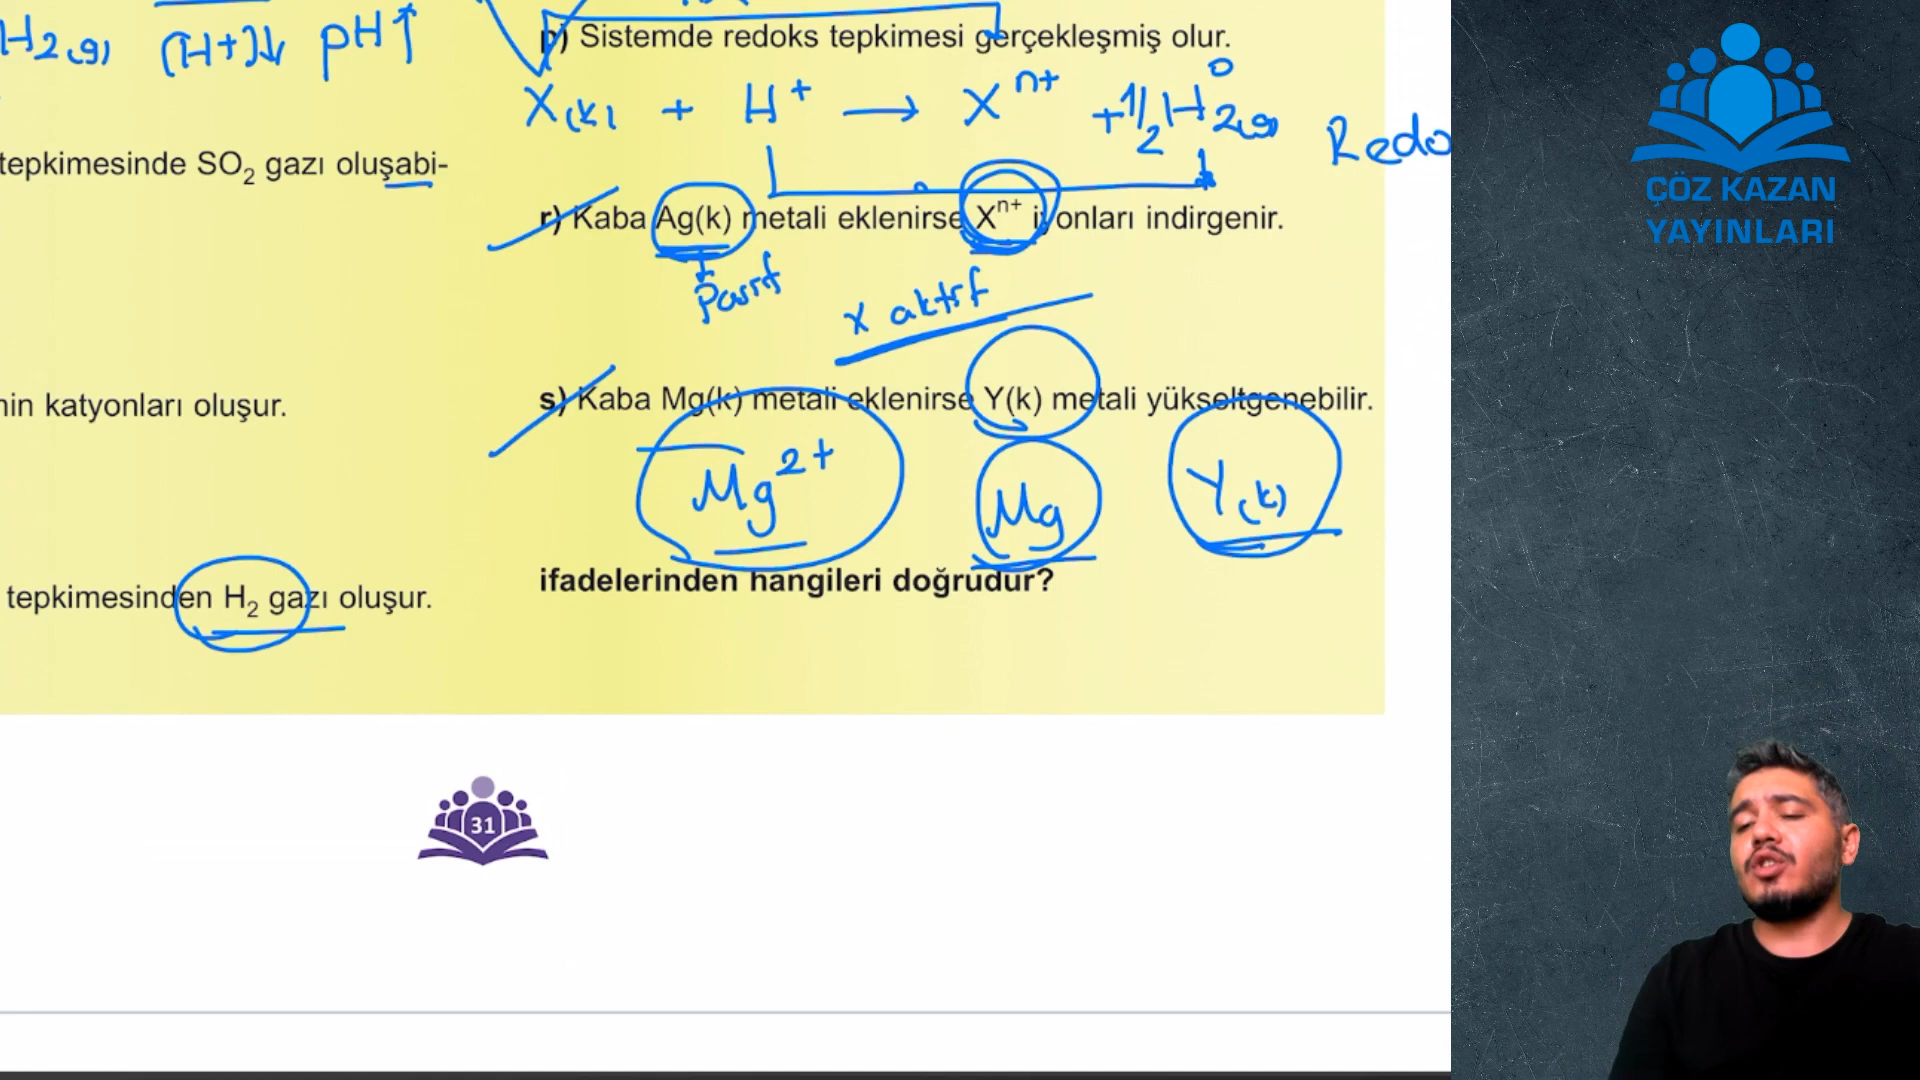 H2(g) [H+]↓ pH↑
tepkimesinde SO2 gazı oluşabi-
nin katyonları oluşur.
tepkimesinden H2 gazı oluşur.
p) Sistemde redoks tepkimesi gerçekleşmiş olur.
X(k) + H+ → Xn+ + 1/2 H2(g) 0 Redo
r) Kaba Ag(k) metali eklenirse Xn+ iyonları indirgenir.
Pasif
X aktif
s) Kaba Mg(k) metali eklenirse Y(k) metali yükseltgenebilir.
Mg2+ Mg Y(k)
ifadelerinden hangileri doğrudur?
31
ÇÖZ KAZAN
YAYINLARI